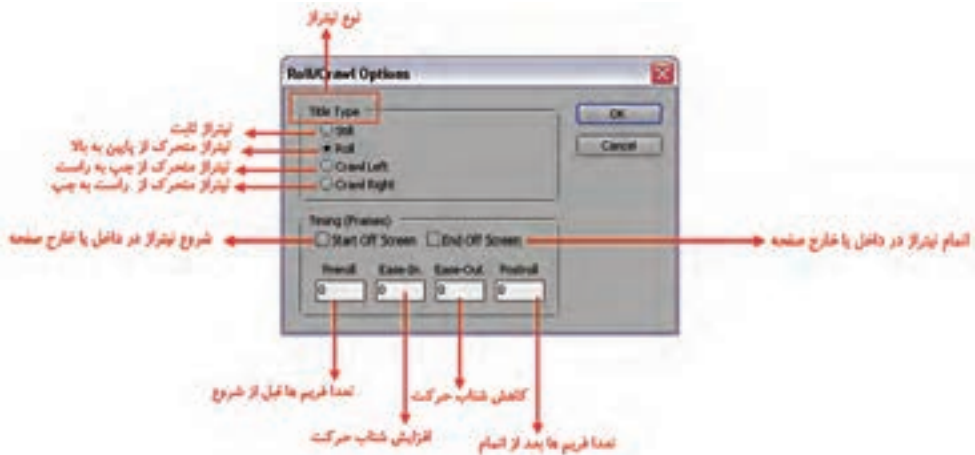 نوع تیتراژ
Roll/Crawl Options
Title Type
OK
تیتراژ ثابت
Still
تیتراژ متحرک از پایین به بالا
Roll
Cancel
تیتراژ متحرک از چپ به راست
Crawl Left
تیتراژ متحرک از راست به چپ
Crawl Right
Timing (Frames)
شروع تیتراژ در داخل یا خارج صفحه
Start Off Screen
End Off Screen
اتمام تیتراژ در داخل یا خارج صفحه
Preroll Ease-In Ease-Out Postroll
0 0 0 0
تعدا فریم ها قبل از شروع
کاهش شتاب حرکت
افزایش شتاب حرکت
تعدا فریم ها بعد از اتمام